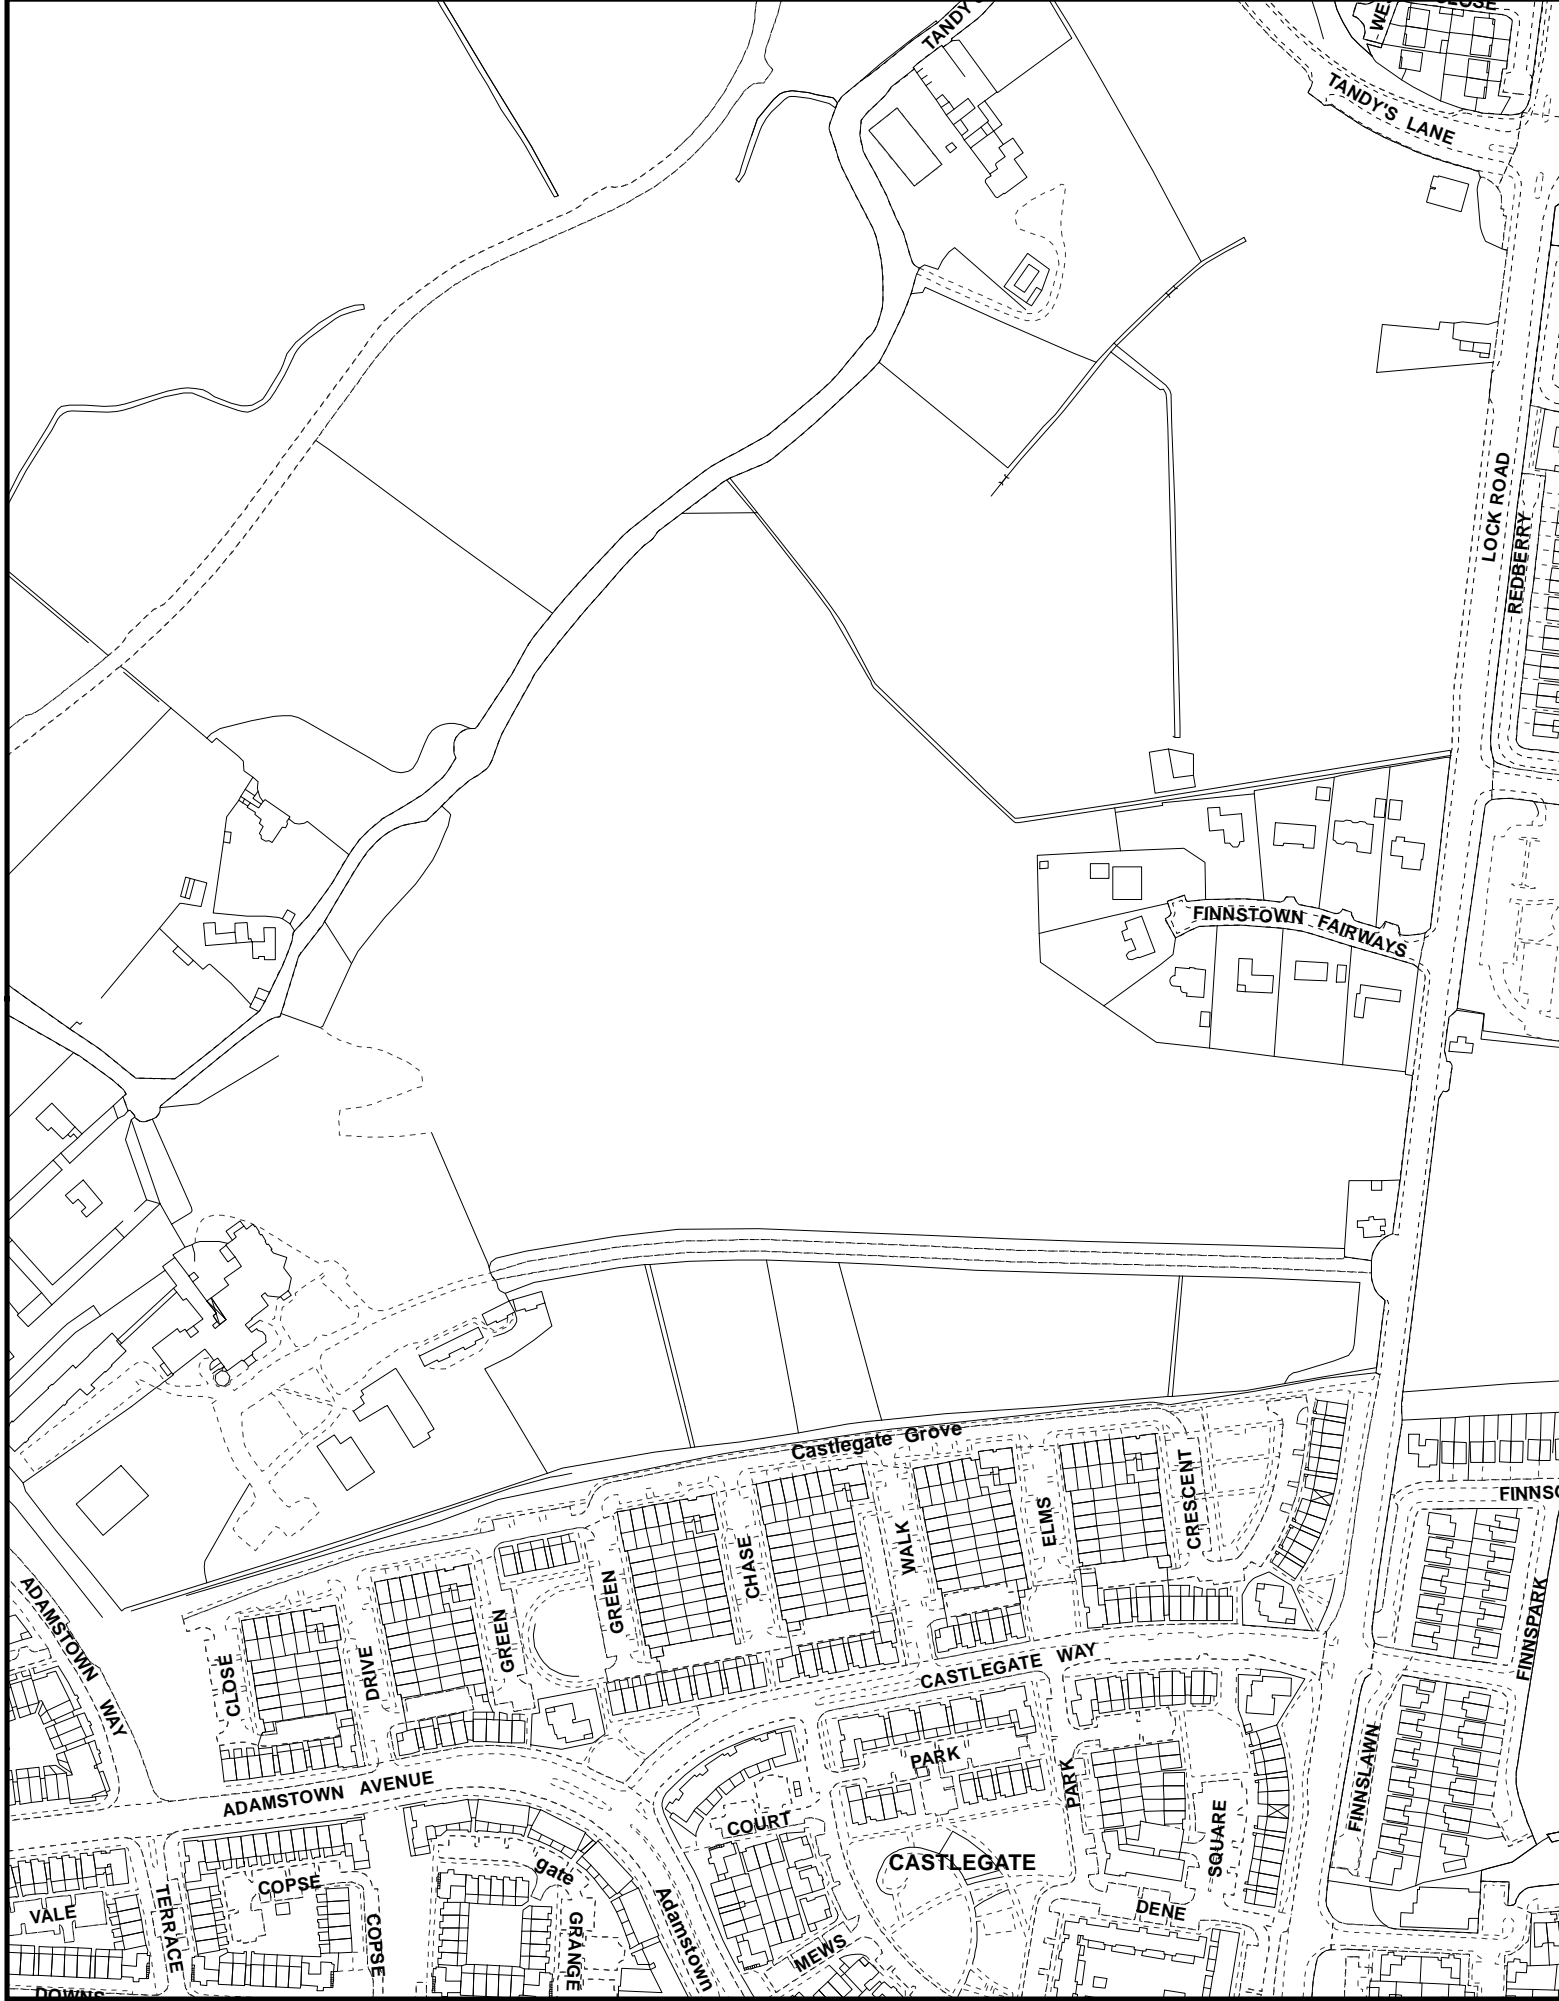 TANDY'S LANE
LOCK ROAD
REDBERRY
FINNSTOWN FAIRWAYS
Castlegate Grove
CRESCENT
ELMS
WALK
CHASE
GREEN
GREEN
DRIVE
CLOSE
ADAMSTOWN WAY
CASTLEGATE WAY
FINNSPARK
FINNSLAWN
ADAMSTOWN AVENUE
PARK
PARK
COURT
SQUARE
CASTLEGATE
gate
COPSE
COPSE
VALE
TERRACE
GRANGE
Adamstown
MEWS
DENE
DOWNS